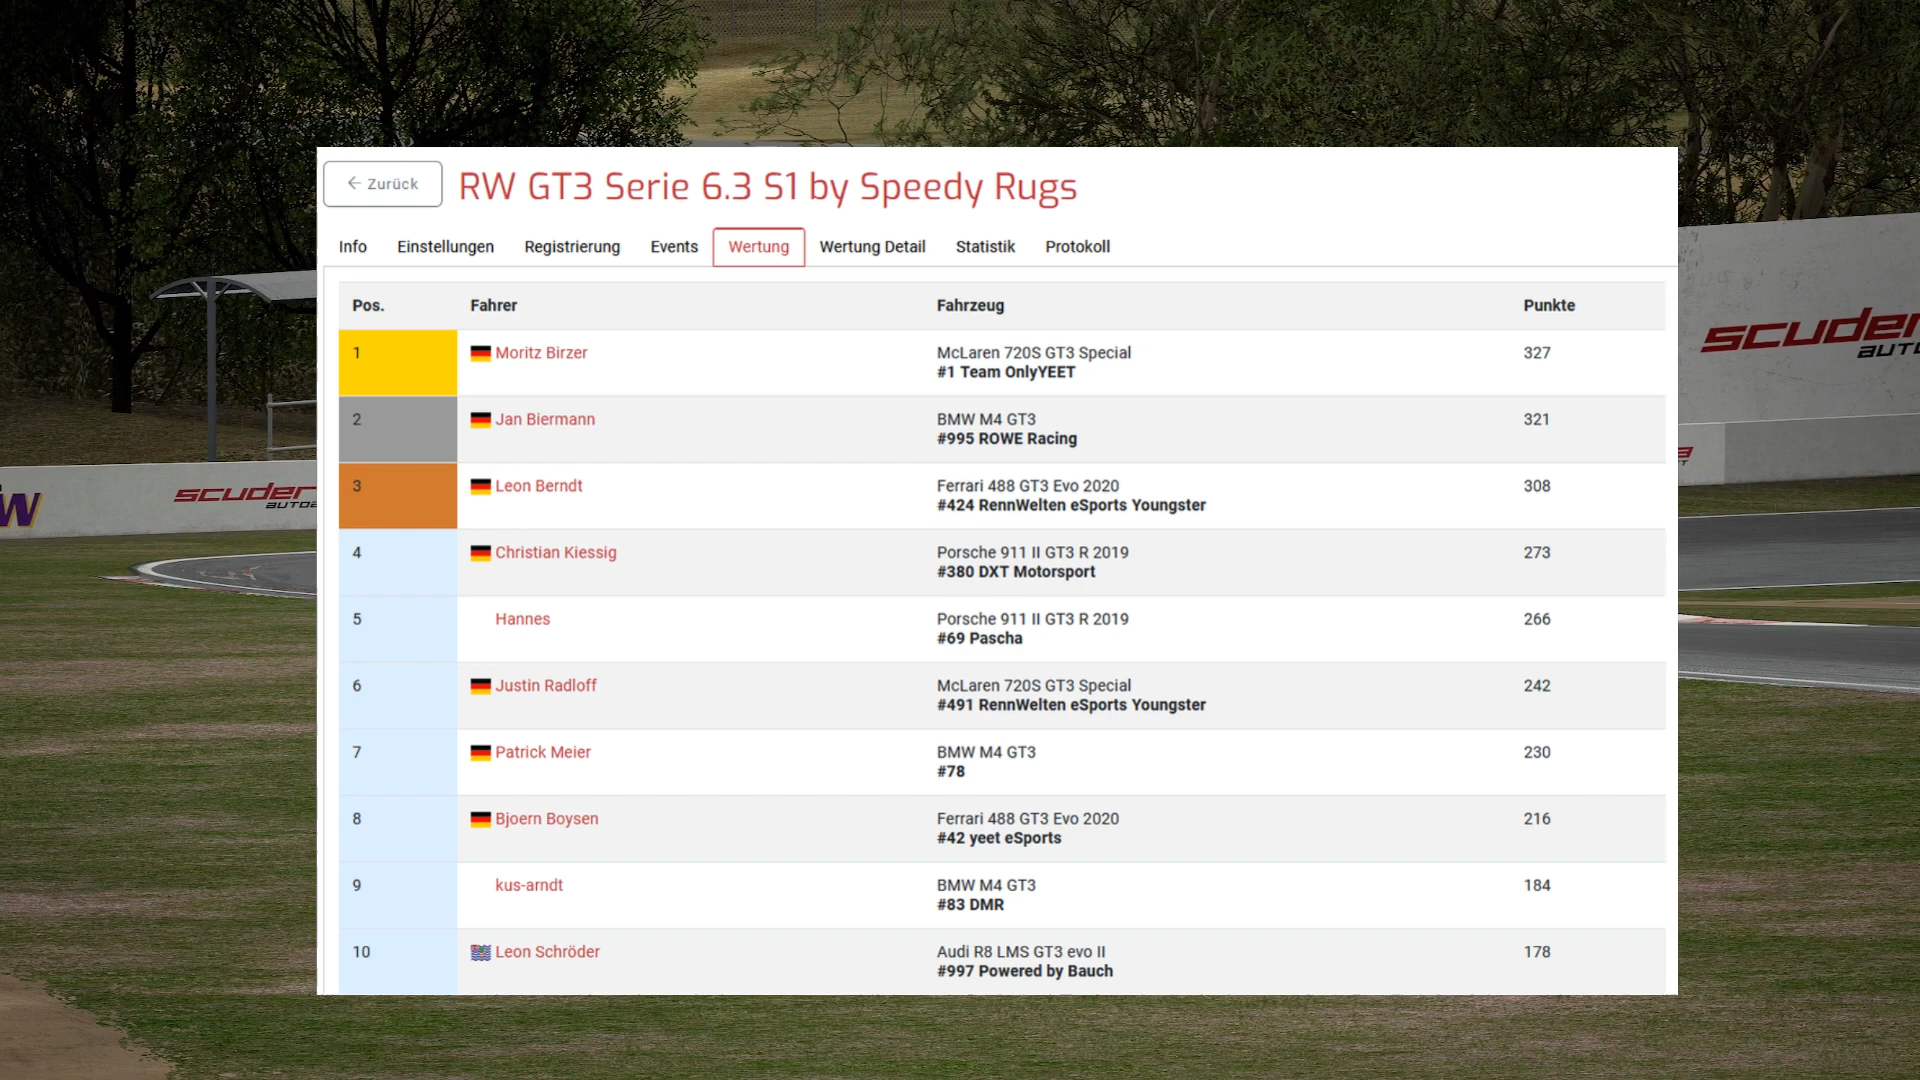 ← Zurück
RW GT3 Serie 6.3 S1 by Speedy Rugs
Info Einstellungen Registrierung Events Wertung Wertung Detail Statistik Protokoll
Pos. Fahrer Fahrzeug Punkte
1 Moritz Birzer McLaren 720S GT3 Special 327
#1 Team OnlyYEET
2 Jan Biermann BMW M4 GT3 321
#995 ROWE Racing
3 Leon Berndt Ferrari 488 GT3 Evo 2020 308
#424 RennWelten eSports Youngster
4 Christian Kiessig Porsche 911 II GT3 R 2019 273
#380 DXT Motorsport
5 Hannes Porsche 911 II GT3 R 2019 266
#69 Pascha
6 Justin Radloff McLaren 720S GT3 Special 242
#491 RennWelten eSports Youngster
7 Patrick Meier BMW M4 GT3 230
#78
8 Bjoern Boysen Ferrari 488 GT3 Evo 2020 216
#42 yeet eSports
9 kus-arndt BMW M4 GT3 184
#83 DMR
10 Leon Schröder Audi R8 LMS GT3 evo II 178
#997 Powered by Bauch